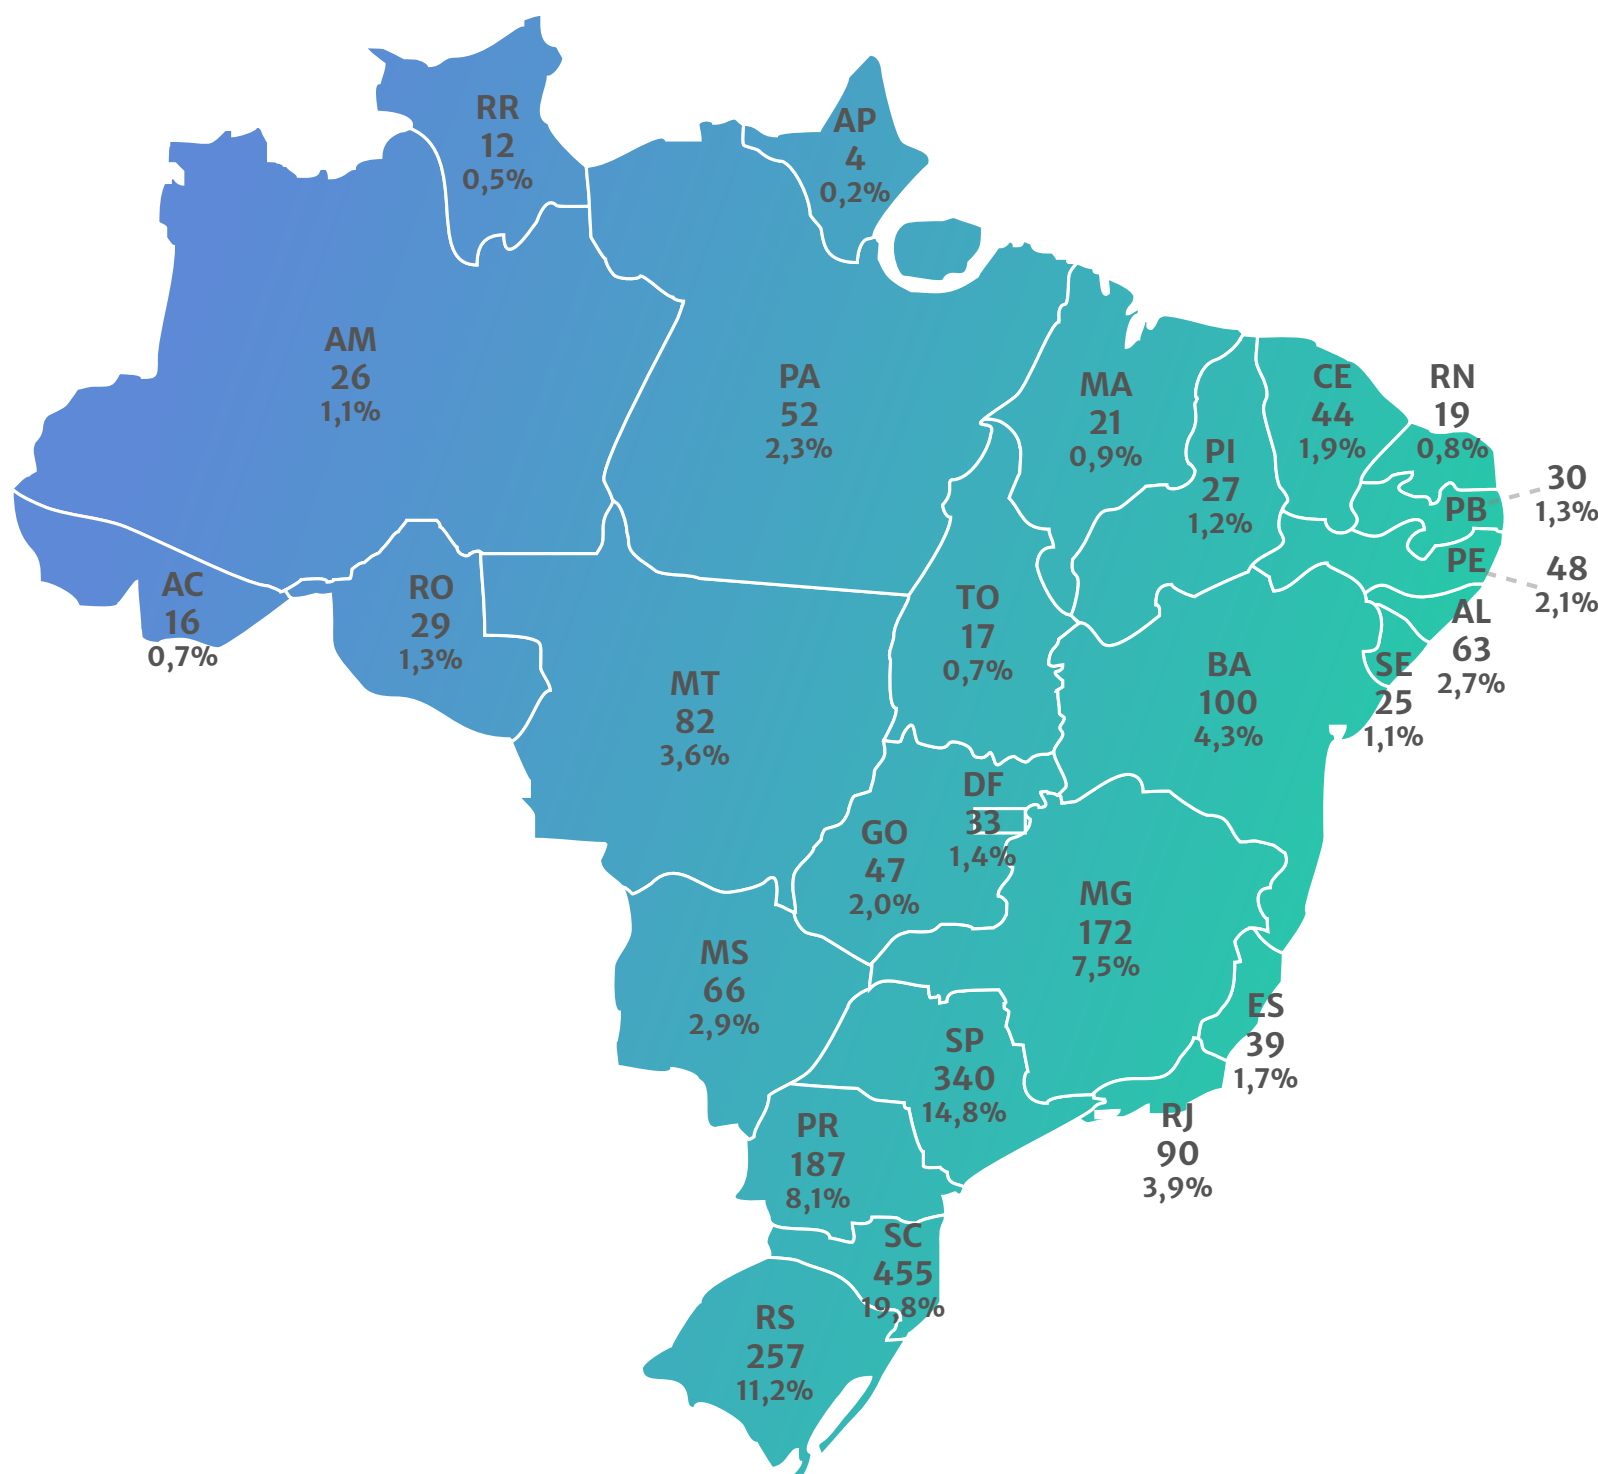 RR
12
0,5%
AP
4
0,2%
AM
26
1,1%
PA
52
2,3%
MA
21
0,9%
PI
27
1,2%
CE
44
1,9%
RN
19
0,8%
PB
30
1,3%
PE
48
2,1%
AL
63
2,7%
SE
25
1,1%
AC
16
0,7%
RO
29
1,3%
TO
17
0,7%
BA
100
4,3%
MT
82
3,6%
DF
33
1,4%
GO
47
2,0%
MG
172
7,5%
MS
66
2,9%
ES
39
1,7%
SP
340
14,8%
RJ
90
3,9%
PR
187
8,1%
SC
455
19,8%
RS
257
11,2%